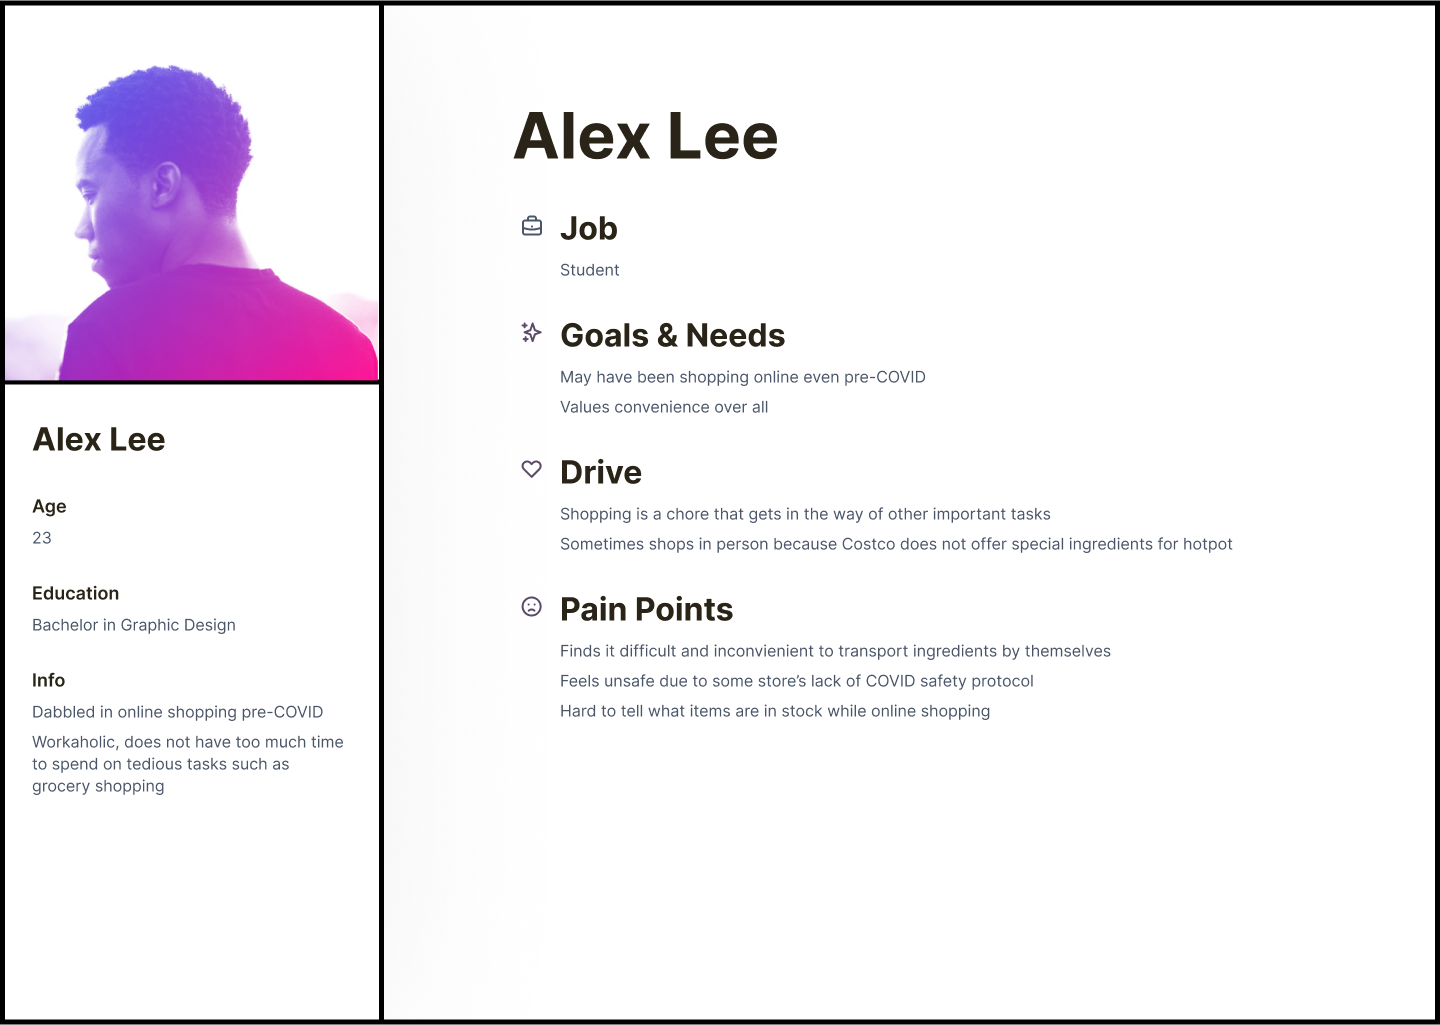 Alex Lee
Age
23
Education
Bachelor in Graphic Design
Info
Dabbled in online shopping pre-COVID
Workaholic, does not have too much time
to spend on tedious tasks such as
grocery shopping
Alex Lee
Job
Student
Goals & Needs
May have been shopping online even pre-COVID
Values convenience over all
Drive
Shopping is a chore that gets in the way of other important tasks
Sometimes shops in person because Costco does not offer special ingredients for hotpot
Pain Points
Finds it difficult and inconvienient to transport ingredients by themselves
Feels unsafe due to some store’s lack of COVID safety protocol
Hard to tell what items are in stock while online shopping